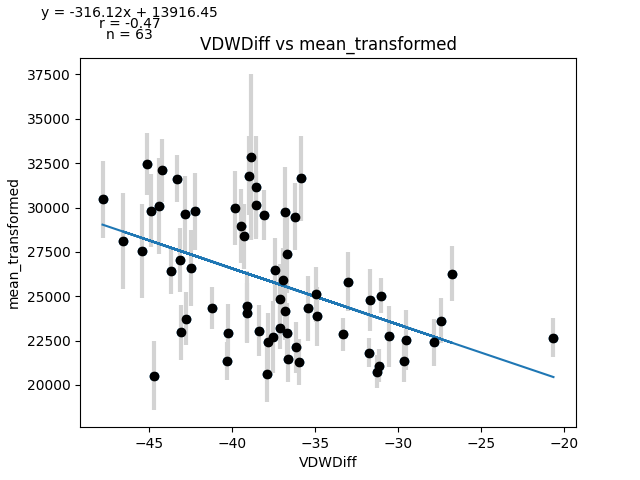 y = -316.12x + 13916.45
r = -0.47
n = 63
VDWDiff vs mean_transformed
37500
35000
32500
30000
27500
25000
22500
20000
mean_transformed
−45 −40 −35 −30 −25 −20
VDWDiff